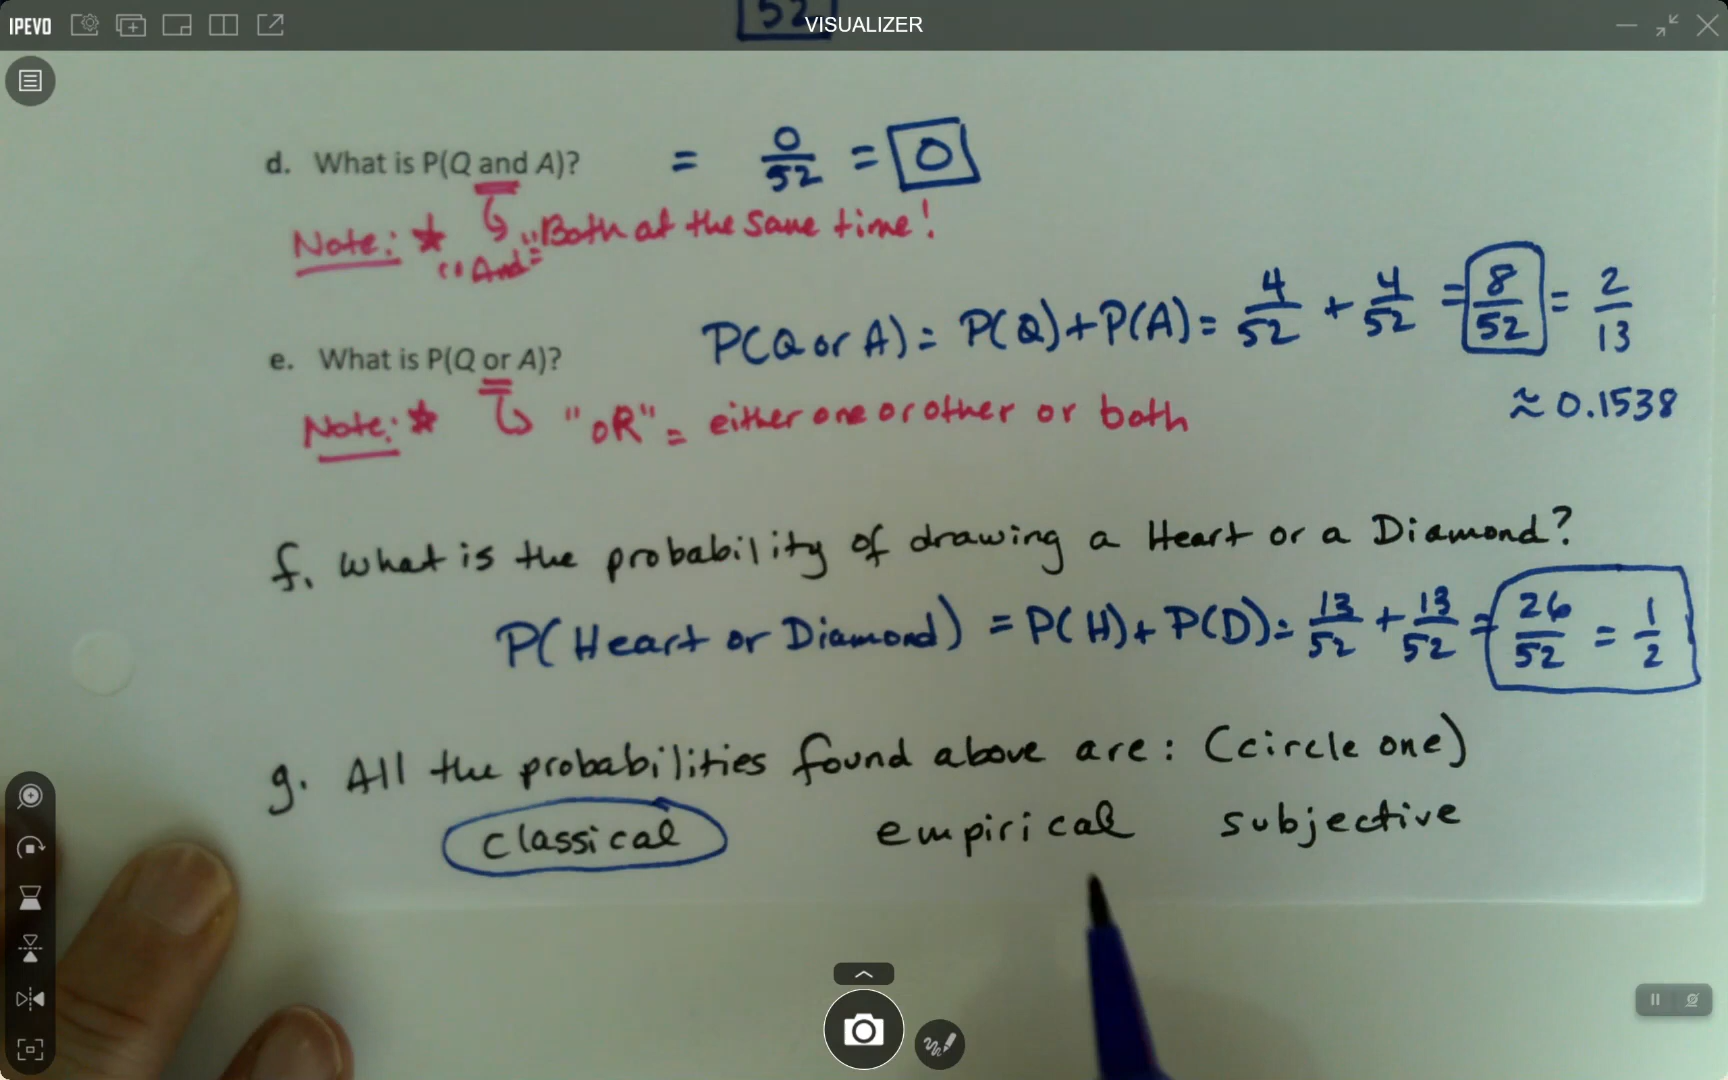 IPEVO
VISUALIZER
52
d. What is P(Q and A)? = 0/52 = 0
Note: ★ "And" = Both at the same time!
P(Q or A) = P(Q) + P(A) = 4/52 + 4/52 = 8/52 = 2/13
e. What is P(Q or A)?
≈ 0.1538
Note: ★ "OR" = either one or other or both
f. What is the probability of drawing a Heart or a Diamond?
P(Heart or Diamond) = P(H) + P(D) = 13/52 + 13/52 = 26/52 = 1/2
g. All the probabilities found above are: (circle one)
classical empirical subjective